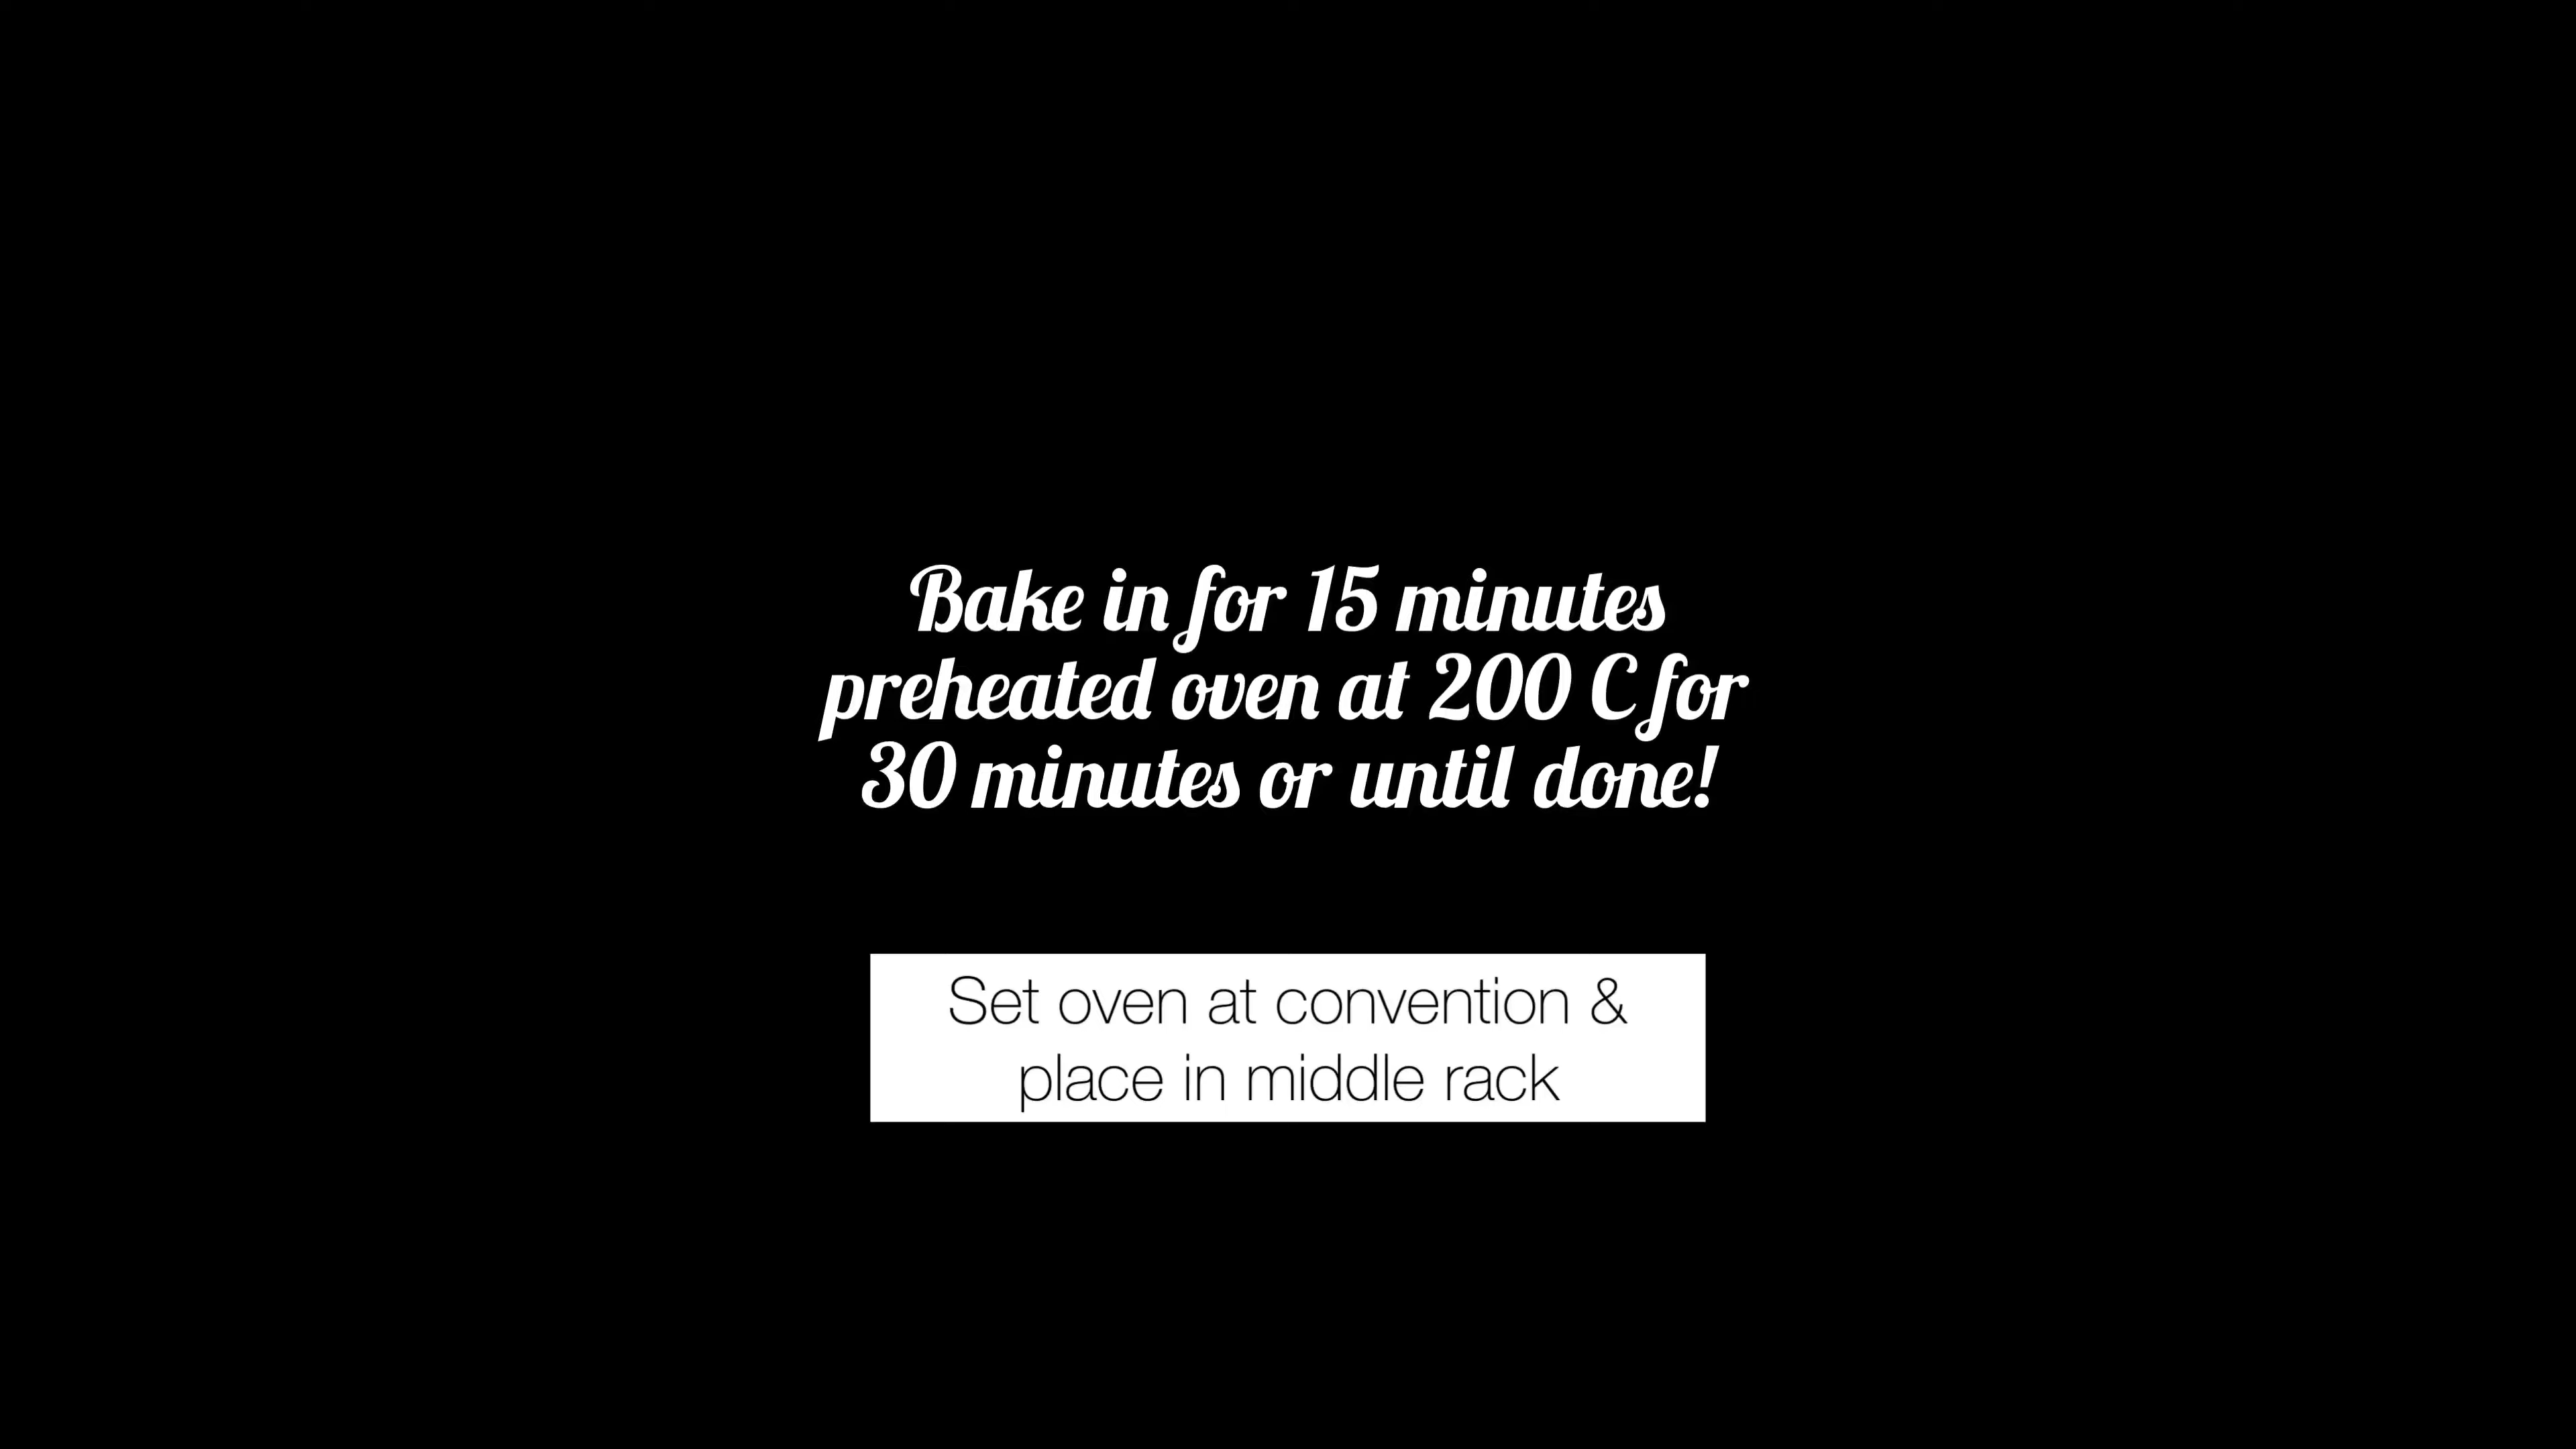 Bake in for 15 minutes
preheated oven at 200 C for
30 minutes or until done!
Set oven at convention &
place in middle rack